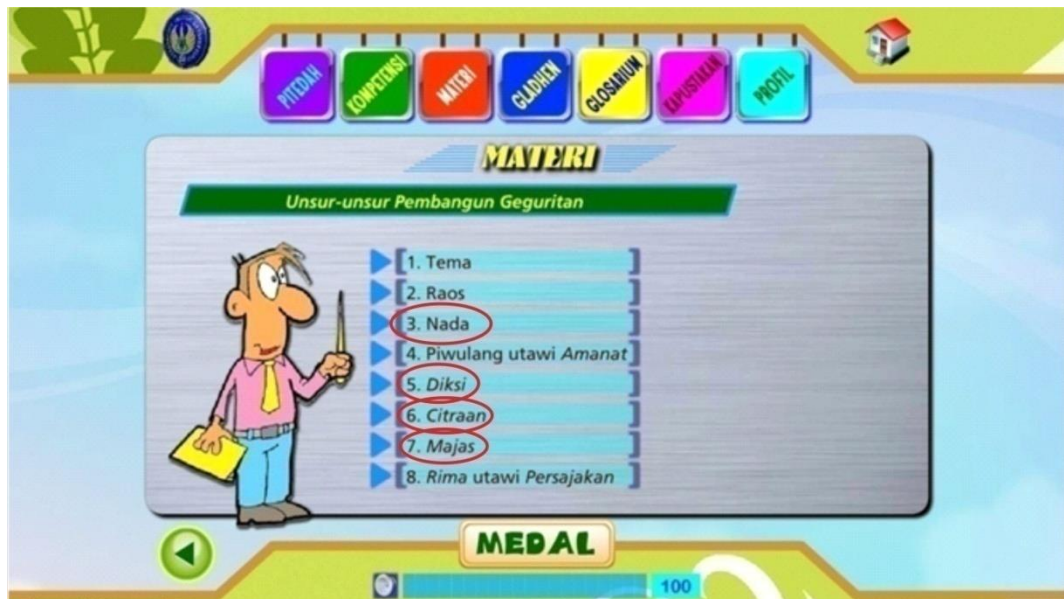 PITEDAH
KOMPETENSI
MATERI
GLADHEN
GLOSARIUM
KAPUSTAKAN
PROFIL
MATERI
Unsur-unsur Pembangun Geguritan
1. Tema
2. Raos
3. Nada
4. Piwulang utawi Amanat
5. Diksi
6. Citraan
7. Majas
8. Rima utawi Persajakan
MEDAL
100